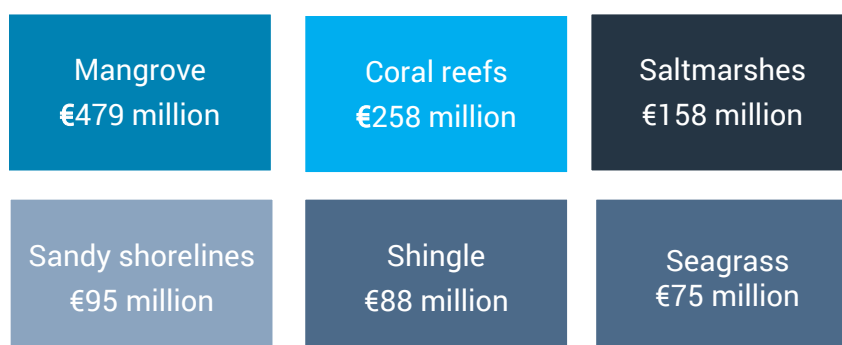 Mangrove
€479 million
Coral reefs
€258 million
Saltmarshes
€158 million
Sandy shorelines
€95 million
Shingle
€88 million
Seagrass
€75 million